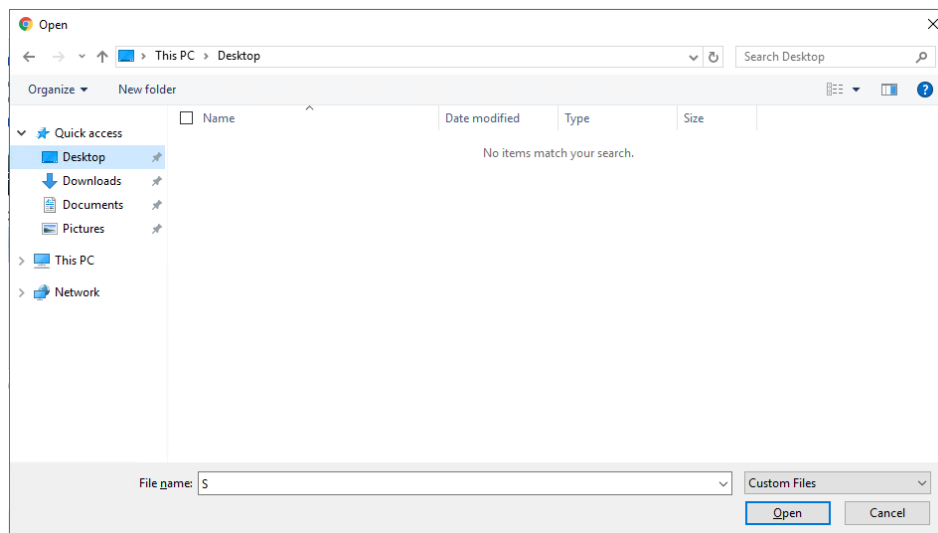 Open
This PC > Desktop
Search Desktop
Organize
New folder
Name
Date modified
Type
Size
No items match your search.
Quick access
Desktop
Downloads
Documents
Pictures
This PC
Network
File name: S
Custom Files
Open
Cancel